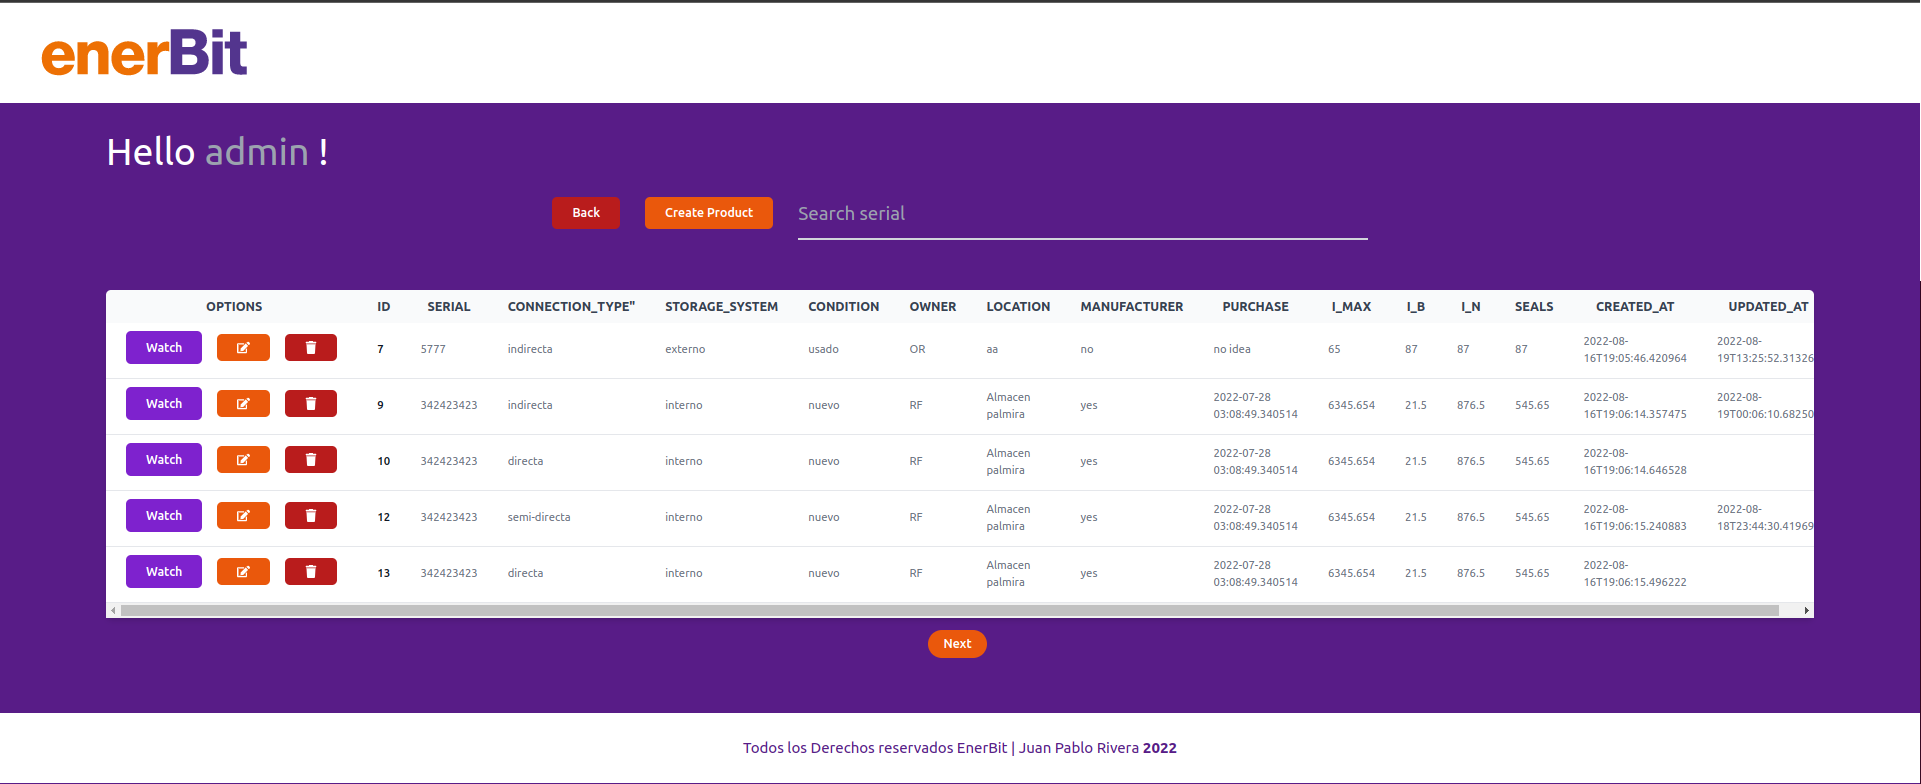 enerBit
Hello admin !
Back Create Product Search serial
OPTIONS ID SERIAL CONNECTION_TYPE" STORAGE_SYSTEM CONDITION OWNER LOCATION MANUFACTURER PURCHASE I_MAX I_B I_N SEALS CREATED_AT UPDATED_AT
Watch 7 5777 indirecta externo usado OR aa no no idea 65 87 87 87 2022-08-16T19:05:46.420964 2022-08-19T13:25:52.31326
Watch 9 342423423 indirecta interno nuevo RF Almacen palmira yes 2022-07-28 03:08:49.340514 6345.654 21.5 876.5 545.65 2022-08-16T19:06:14.357475 2022-08-19T00:06:10.68250
Watch 10 342423423 directa interno nuevo RF Almacen palmira yes 2022-07-28 03:08:49.340514 6345.654 21.5 876.5 545.65 2022-08-16T19:06:14.646528
Watch 12 342423423 semi-directa interno nuevo RF Almacen palmira yes 2022-07-28 03:08:49.340514 6345.654 21.5 876.5 545.65 2022-08-16T19:06:15.240883 2022-08-18T23:44:30.41969
Watch 13 342423423 directa interno nuevo RF Almacen palmira yes 2022-07-28 03:08:49.340514 6345.654 21.5 876.5 545.65 2022-08-16T19:06:15.496222
Next
Todos los Derechos reservados EnerBit | Juan Pablo Rivera 2022